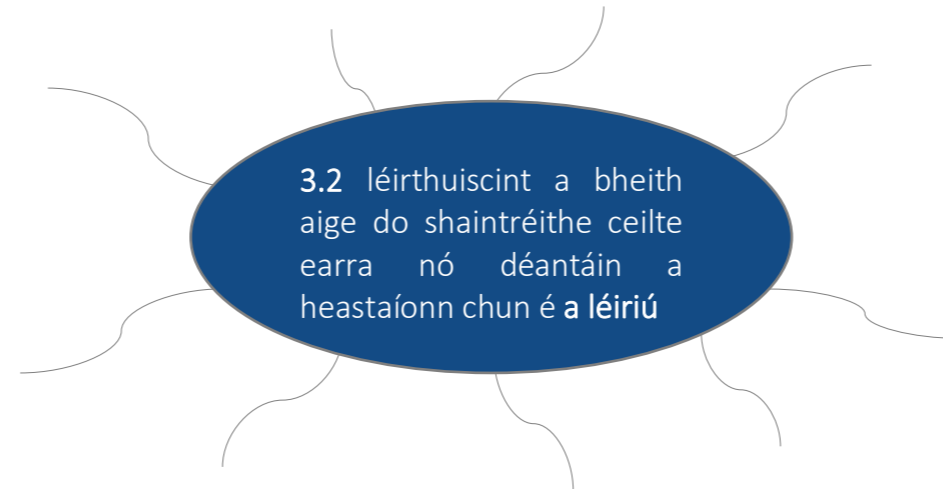 3.2 léirthuiscint a bheith
aige do shaintréithe ceilte
earra nó déantáin a
heastaíonn chun é a léiriú